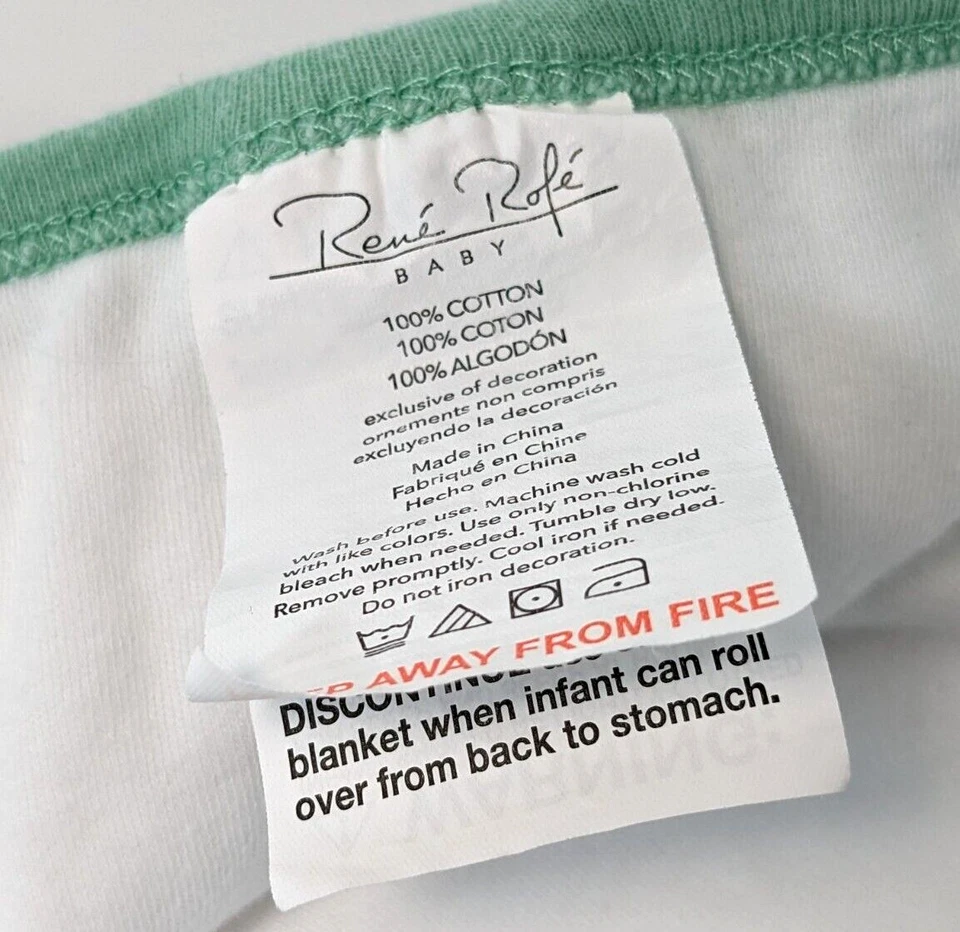 René Rofé
BABY
100% COTTON
100% COTON
100% ALGODÓN
exclusive of decoration
ornements non compris
excluyendo la decoración
Made in China
Fabriqué en Chine
Hecho en China
Wash before use. Machine wash cold
with like colors. Use only non-chlorine
bleach when needed. Tumble dry low.
Remove promptly. Cool iron if needed.
Do not iron decoration.
AWAY FROM FIRE
DISCONTINUE
blanket when infant can roll
over from back to stomach.
WARNING: